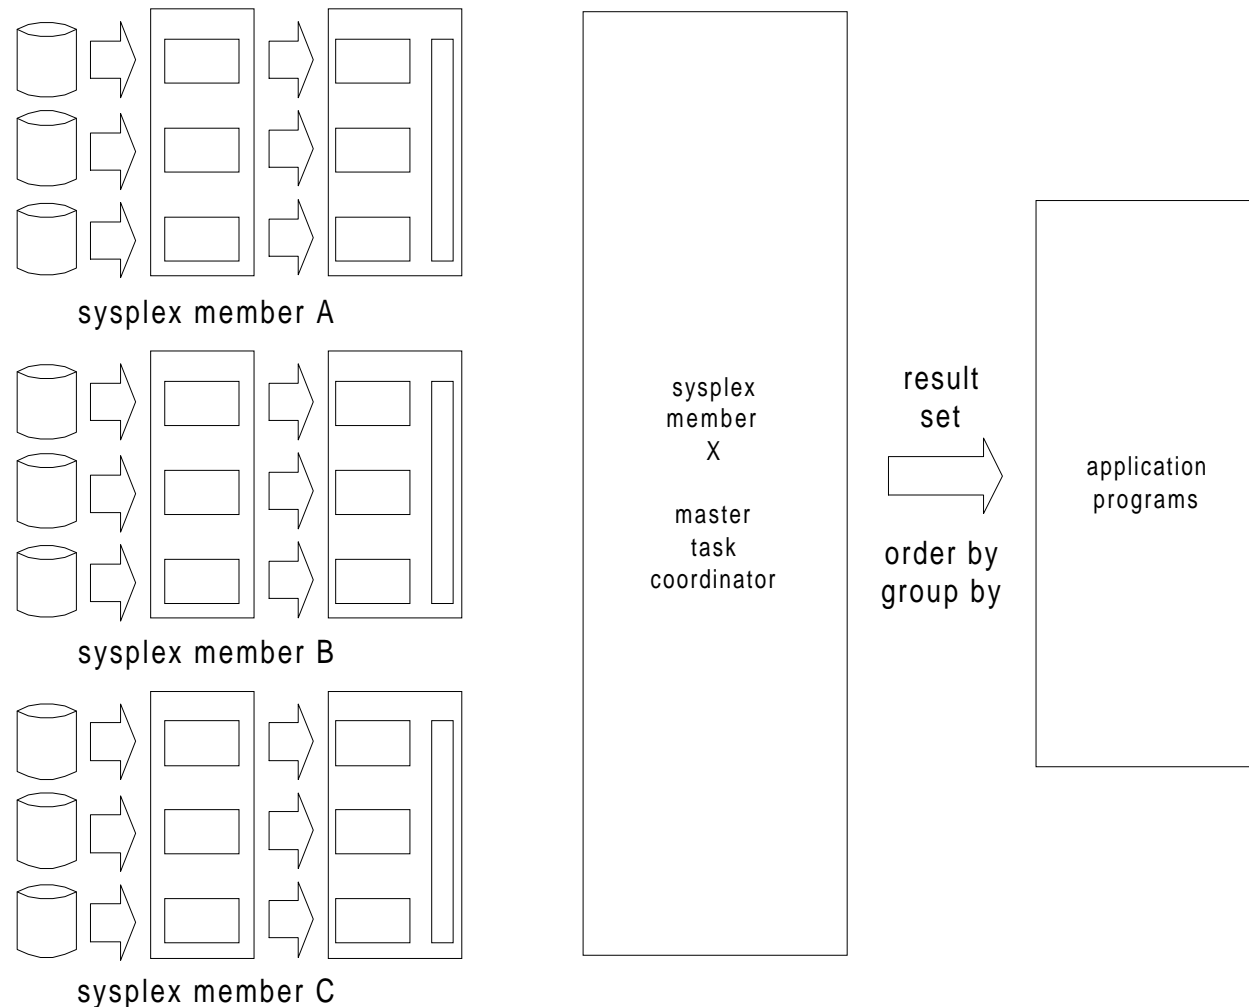 sysplex member A
sysplex member B
sysplex member C
sysplex
member
X
master
task
coordinator
result
set
order by
group by
application
programs